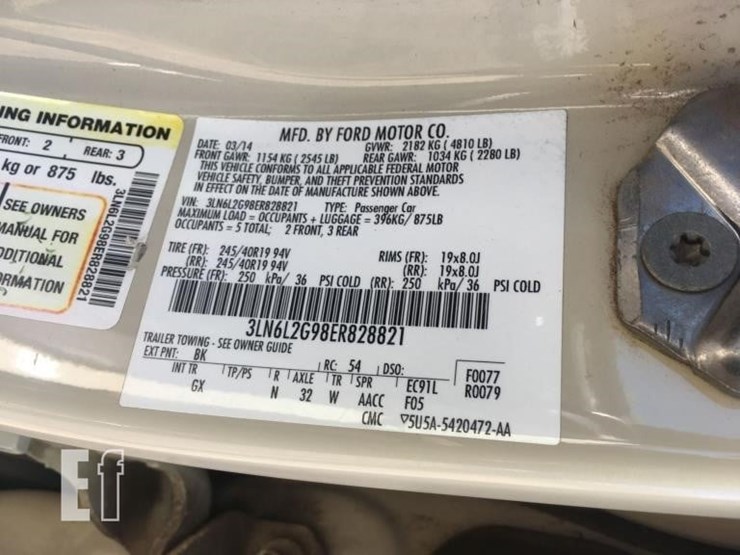 NG INFORMATION
FRONT: 2 REAR: 3
kg or 875 lbs.
SEE OWNERS
MANUAL FOR
ADDITIONAL
3LN6L2G98ER828821
MFD. BY FORD MOTOR CO.
DATE: 03/14 GVWR: 2182 KG ( 4810 LB)
FRONT GAWR: 1154 KG ( 2545 LB) REAR GAWR: 1034 KG ( 2280 LB)
THIS VEHICLE CONFORMS TO ALL APPLICABLE FEDERAL MOTOR
VEHICLE SAFETY, BUMPER, AND THEFT PREVENTION STANDARDS
IN EFFECT ON THE DATE OF MANUFACTURE SHOWN ABOVE.
VIN: 3LN6L2G98ER828821 TYPE: Passenger Car
MAXIMUM LOAD = OCCUPANTS + LUGGAGE = 396KG/ 875LB
OCCUPANTS = 5 TOTAL; 2 FRONT, 3 REAR
TIRE (FR): 245/40R19 94V RIMS (FR): 19x8.0J
(RR): 245/40R19 94V (RR): 19x8.0J
PRESSURE (FR): 250 kPa/ 36 PSI COLD (RR): 250 kPa/ 36 PSI COLD
3LN6L2G98ER828821
TRAILER TOWING - SEE OWNER GUIDE
EXT PNT: BK RC: 54 DSO: F0077
INT TR TP/PS R AXLE TR SPR EC91L R0079
GX N 32 W AACC F05
CMC ▽5U5A-5420472-AA
Ef